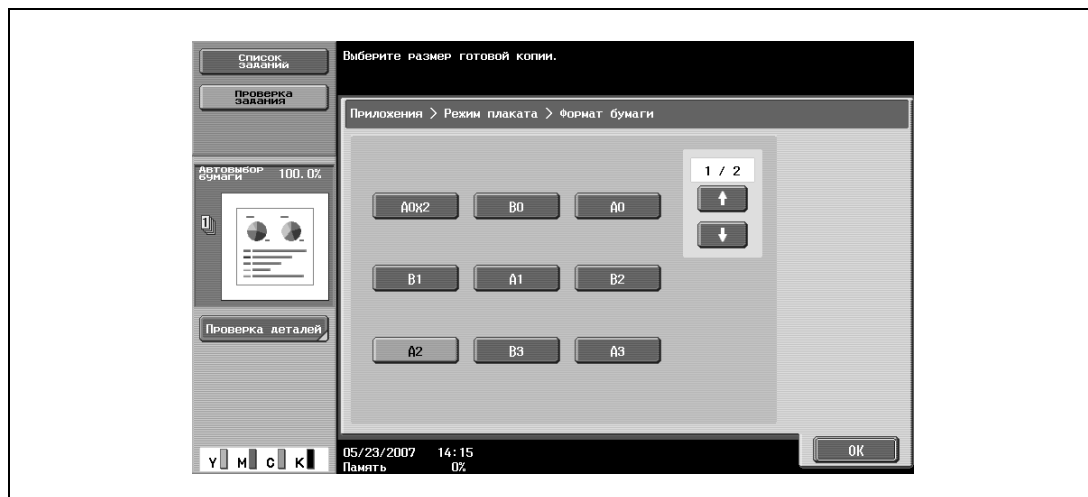 Список
заданий
Выберите размер готовой копии.
Проверка
задания
Приложения > Режим плаката > Формат бумаги
Автовыбор
бумаги 100.0%
1 / 2
A0x2 B0 A0
1
B1 A1 B2
Проверка деталей
A2 B3 A3
05/23/2007 14:15
Память 0%
Y M C K
OK